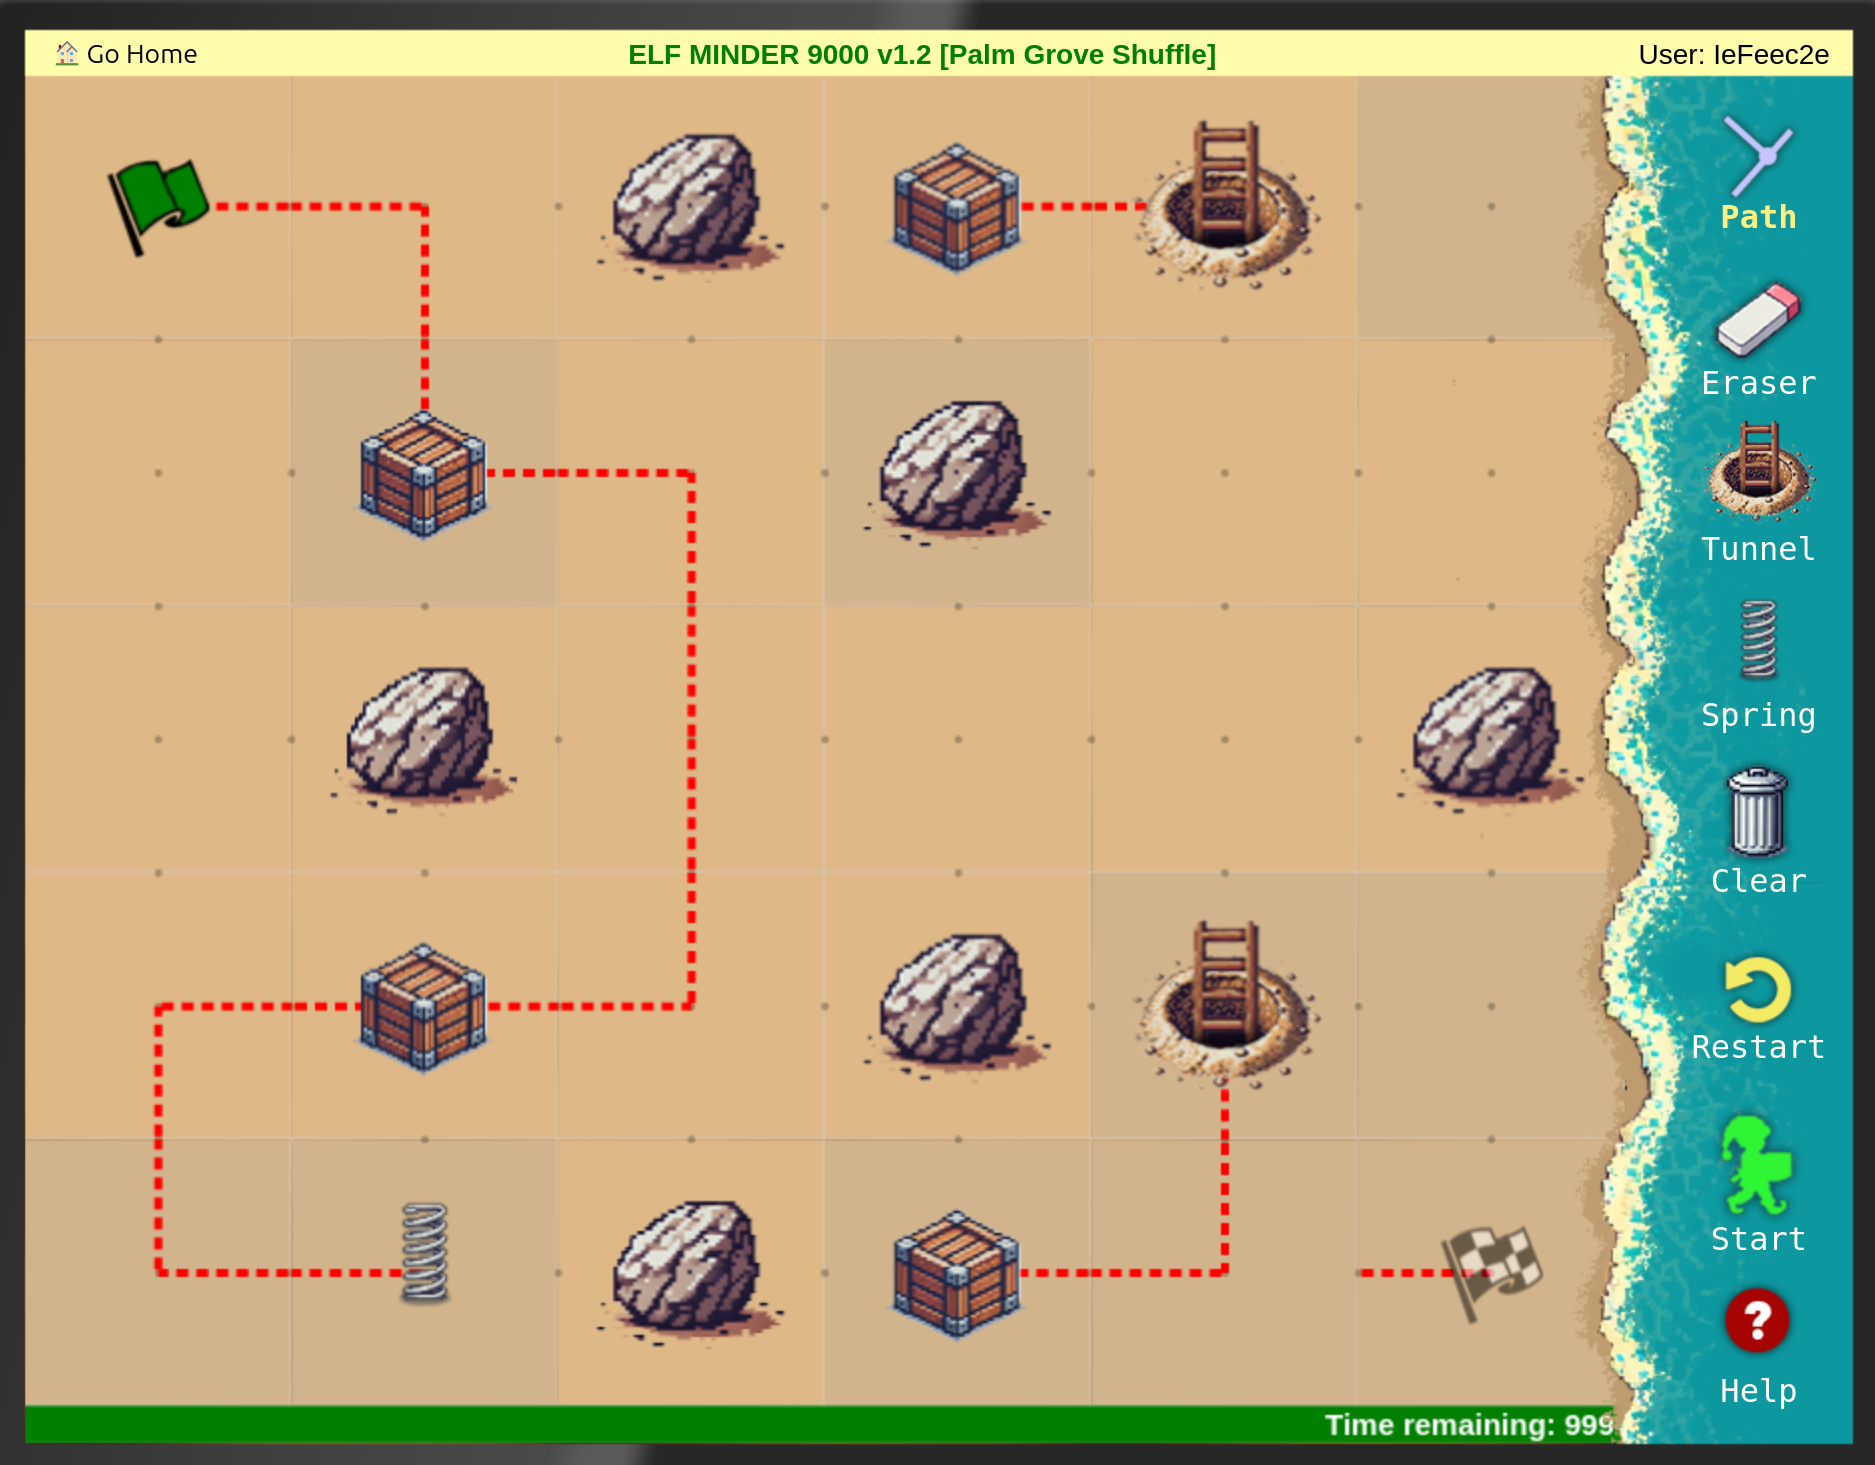 Go Home
ELF MINDER 9000 v1.2 [Palm Grove Shuffle]
User: IeFeec2e
Path
Eraser
Tunnel
Spring
Clear
Restart
Start
?
Help
Time remaining: 999